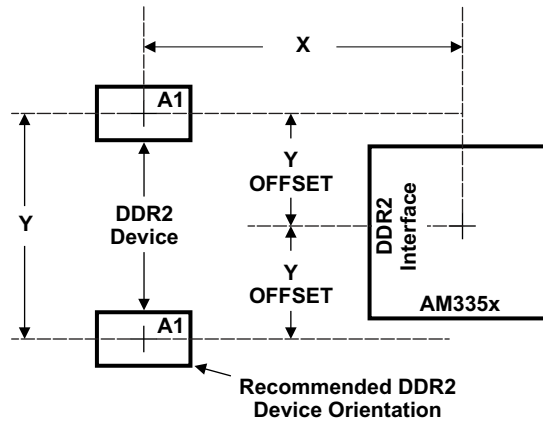 X
A1
Y
OFFSET
Y
DDR2
Device
DDR2
Interface
Y
OFFSET
A1
AM335x
Recommended DDR2
Device Orientation